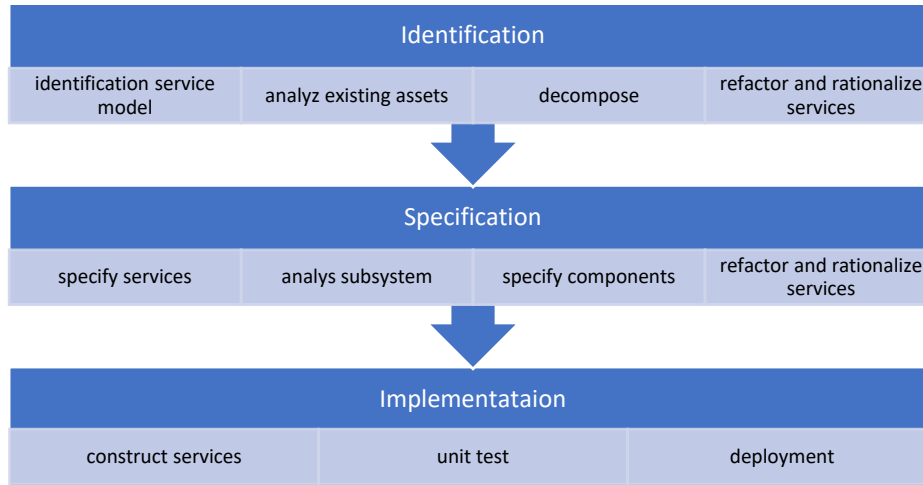 Identification
identification service
model
analyz existing assets
decompose
refactor and rationalize
services
Specification
specify services
analys subsystem
specify components
refactor and rationalize
services
Implementataion
construct services
unit test
deployment